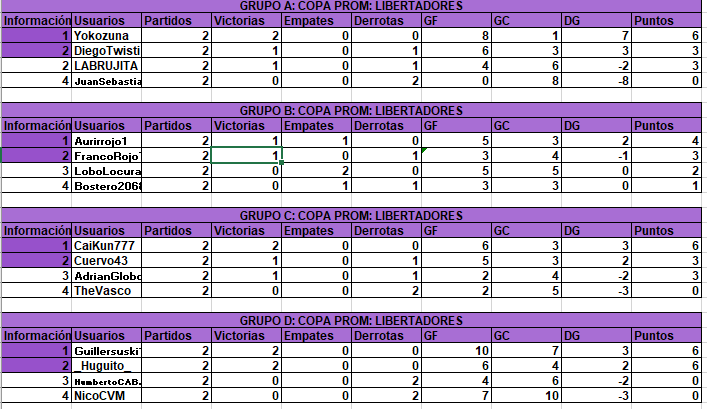 GRUPO A: COPA PROM: LIBERTADORES
Información Usuarios Partidos Victorias Empates Derrotas GF GC DG Puntos
1 Yokozuna 2 2 0 0 8 1 7 6
2 DiegoTwisti 2 1 0 1 6 3 3 3
2 LABRUJITA 2 1 0 1 4 6 -2 3
4 JuanSebastia 2 0 0 2 0 8 -8 0
GRUPO B: COPA PROM: LIBERTADORES
Información Usuarios Partidos Victorias Empates Derrotas GF GC DG Puntos
1 Aurirrojo1 2 1 1 0 5 3 2 4
2 FrancoRojo 2 1 0 1 3 4 -1 3
3 LoboLocura 2 0 2 0 5 5 0 2
4 Bostero206 2 0 1 1 3 3 0 1
GRUPO C: COPA PROM: LIBERTADORES
Información Usuarios Partidos Victorias Empates Derrotas GF GC DG Puntos
1 CaiKun777 2 2 0 0 6 3 3 6
2 Cuervo43 2 1 0 1 5 3 2 3
3 AdrianGlobo 2 1 0 1 2 4 -2 3
4 TheVasco 2 0 0 2 2 5 -3 0
GRUPO D: COPA PROM: LIBERTADORES
Información Usuarios Partidos Victorias Empates Derrotas GF GC DG Puntos
1 Guillersuski 2 2 0 0 10 7 3 6
2 _Huguito_ 2 2 0 0 6 4 2 6
3 HumbertoCAB. 2 0 0 2 4 6 -2 0
4 NicoCVM 2 0 0 2 7 10 -3 0